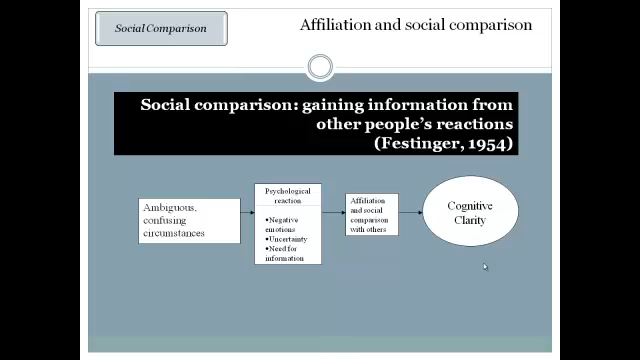 Social Comparison
Affiliation and social comparison
Social comparison: gaining information from
other people's reactions
(Festinger, 1954)
Ambiguous,
confusing
circumstances
Psychological
reaction
•Negative
emotions
•Uncertainty
•Need for
information
Affiliation
and social
comparison
with others
Cognitive
Clarity